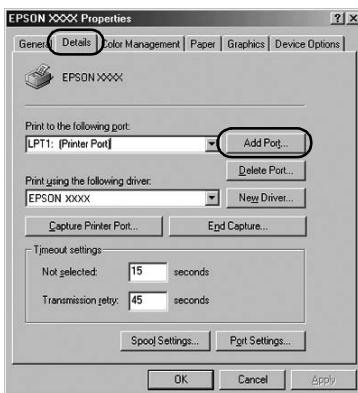 EPSON XXXX Properties
General Details Color Management Paper Graphics Device Options
EPSON XXXX
Print to the following port:
LPT1: (Printer Port) Add Port...
Delete Port...
Print using the following driver:
EPSON XXXX New Driver...
Capture Printer Port... End Capture...
Timeout settings
Not selected: 15 seconds
Transmission retry: 45 seconds
Spool Settings... Port Settings...
OK Cancel Apply